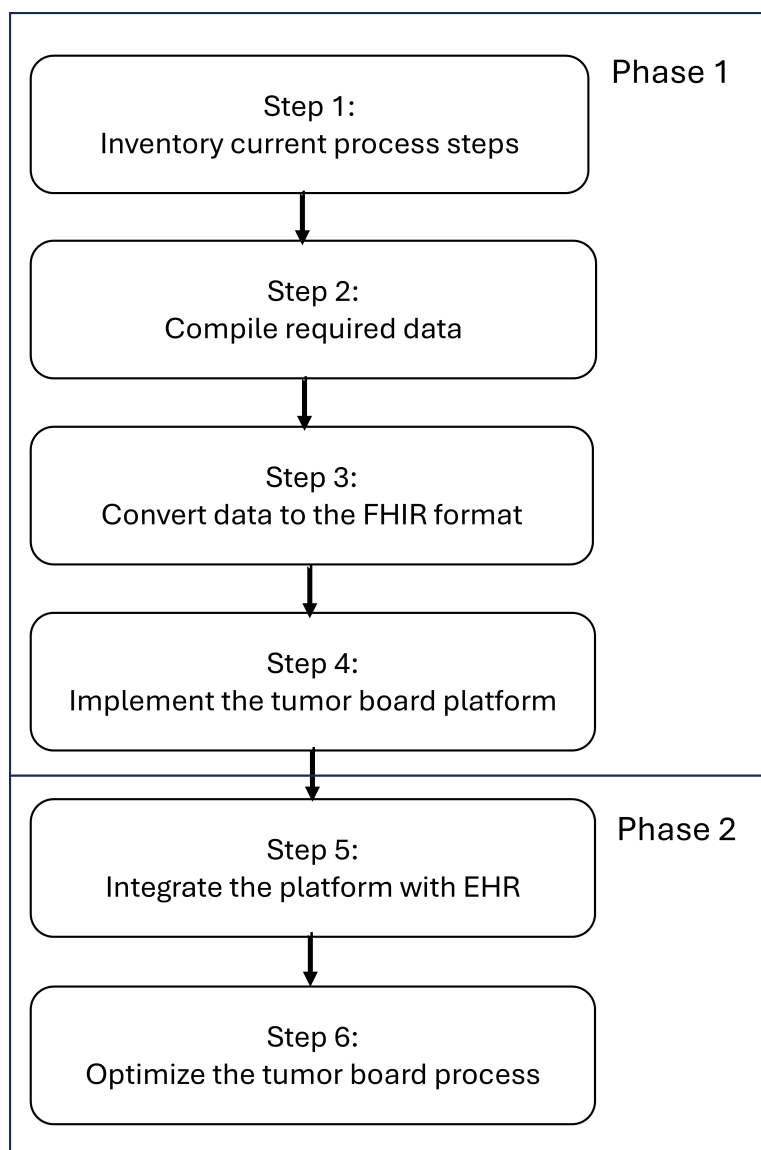 Phase 1
Step 1:
Inventory current process steps
Step 2:
Compile required data
Step 3:
Convert data to the FHIR format
Step 4:
Implement the tumor board platform
Phase 2
Step 5:
Integrate the platform with EHR
Step 6:
Optimize the tumor board process